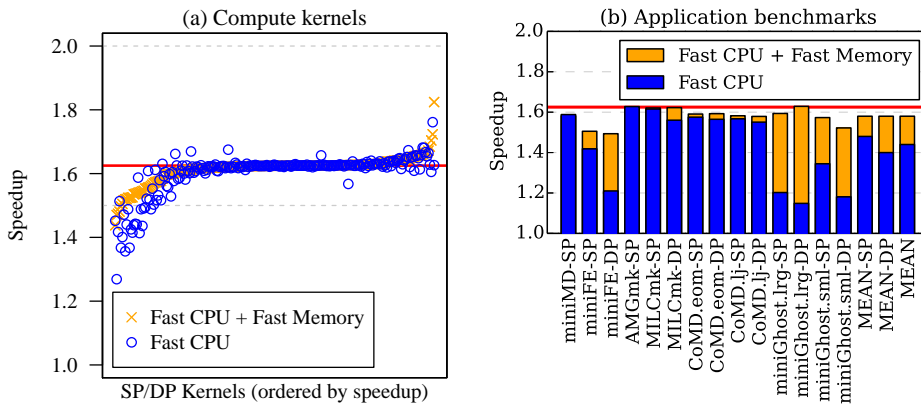 (a) Compute kernels
Speedup
2.0
1.8
1.6
1.4
1.2
1.0
Fast CPU + Fast Memory
Fast CPU
SP/DP Kernels (ordered by speedup)
(b) Application benchmarks
Speedup
2.0
1.8
1.6
1.4
1.2
1.0
Fast CPU + Fast Memory
Fast CPU
miniMD-SP
miniFE-SP
miniFE-DP
AMGmk-SP
MILCmk-SP
MILCmk-DP
CoMD.eom-SP
CoMD.eom-DP
CoMD.lj-SP
CoMD.lj-DP
miniGhost.lrg-SP
miniGhost.lrg-DP
miniGhost.sml-SP
miniGhost.sml-DP
MEAN-SP
MEAN-DP
MEAN